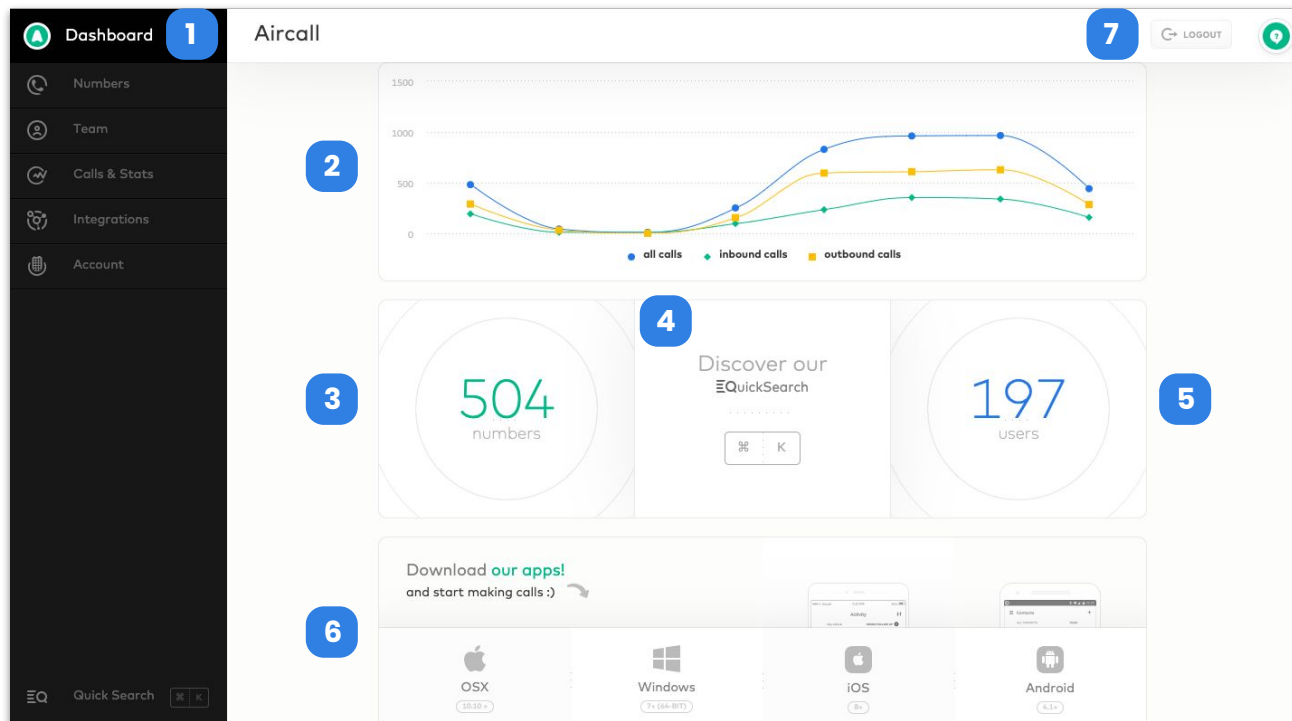 Dashboard
1
Aircall
7
LOGOUT
Numbers
Team
Calls & Stats
Integrations
Account
2
1500
1000
500
0
all calls
inbound calls
outbound calls
3
504
numbers
4
Discover our
QuickSearch
⌘ K
197
users
5
Download our apps!
and start making calls :)
Activity
Contacts
6
OSX
10.10 +
Windows
7+ (64-BIT)
iOS
8+
Android
4.1+
Quick Search ⌘ K